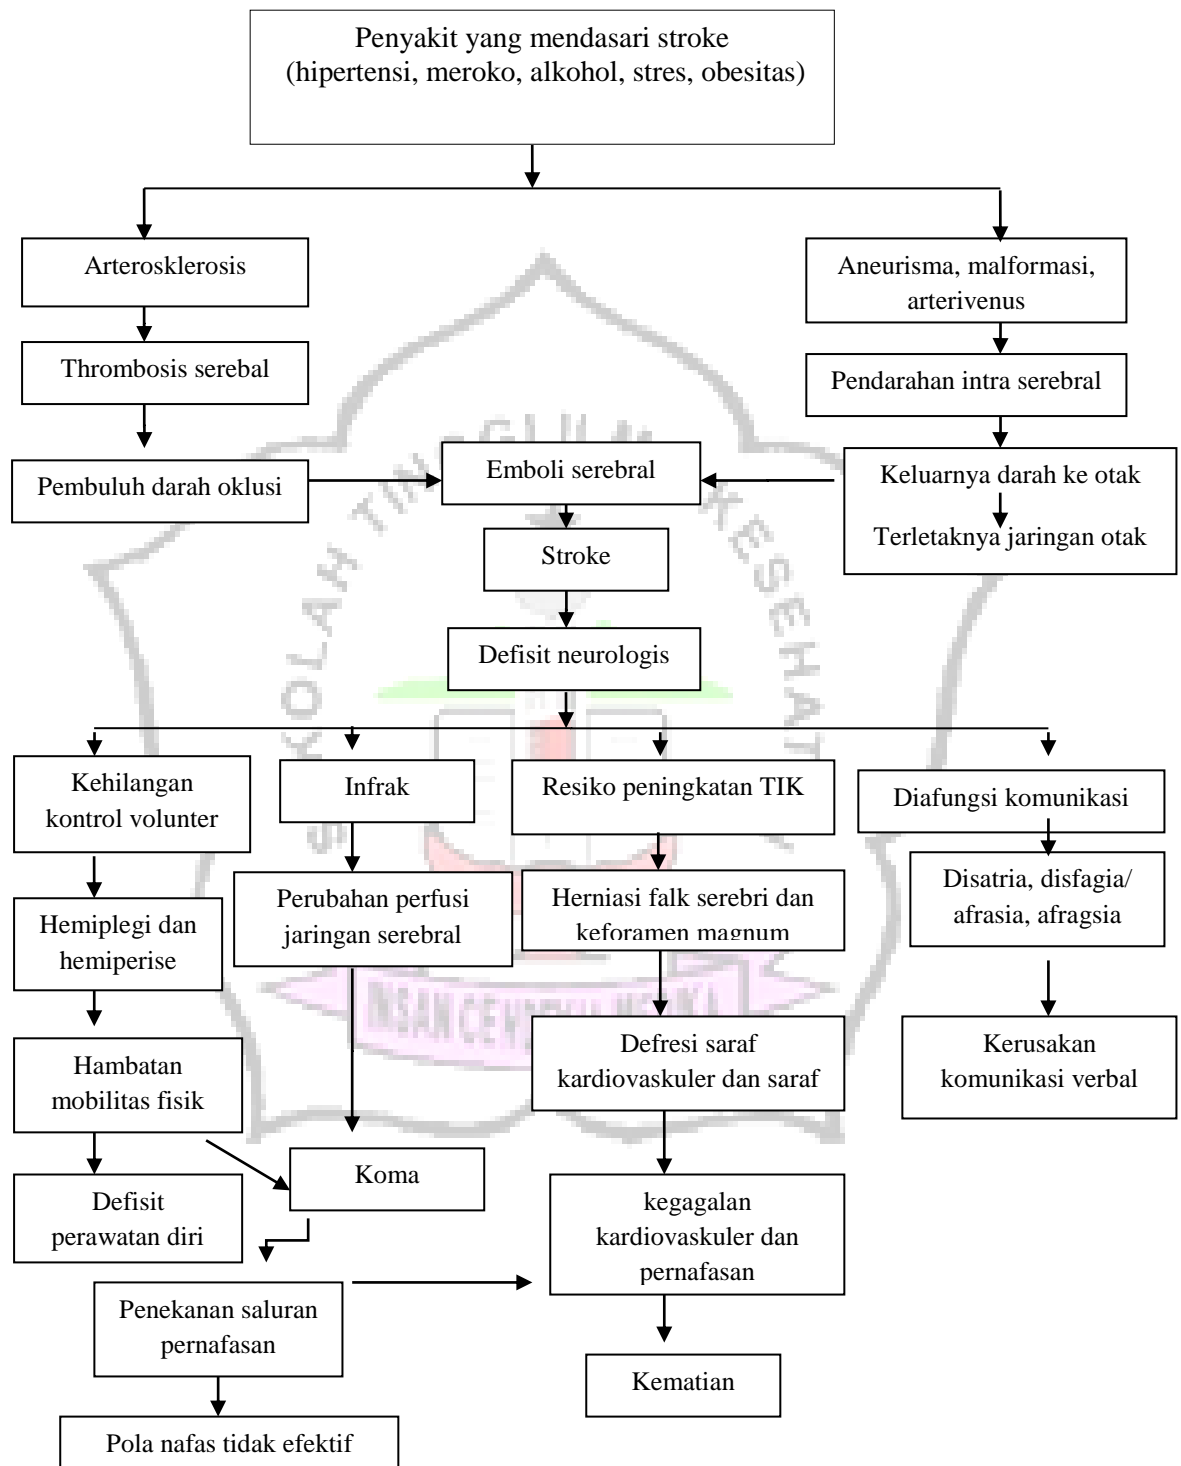 Penyakit yang mendasari stroke
(hipertensi, meroko, alkohol, stres, obesitas)
Arterosklerosis
Aneurisma, malformasi,
arterivenus
Thrombosis serebal
Pendarahan intra serebral
Pembuluh darah oklusi
Emboli serebral
Keluarnya darah ke otak
Terletaknya jaringan otak
Stroke
Defisit neurologis
Kehilangan
kontrol volunter
Infrak
Resiko peningkatan TIK
Diafungsi komunikasi
Hemiplegi dan
hemiperise
Perubahan perfusi
jaringan serebral
Herniasi falk serebri dan
keforamen magnum
Disatria, disfagia/
afrasia, afragsia
Hambatan
mobilitas fisik
Defresi saraf
kardiovaskuler dan saraf
Kerusakan
komunikasi verbal
Defisit
perawatan diri
Koma
kegagalan
kardiovaskuler dan
pernafasan
Penekanan saluran
pernafasan
Kematian
Pola nafas tidak efektif